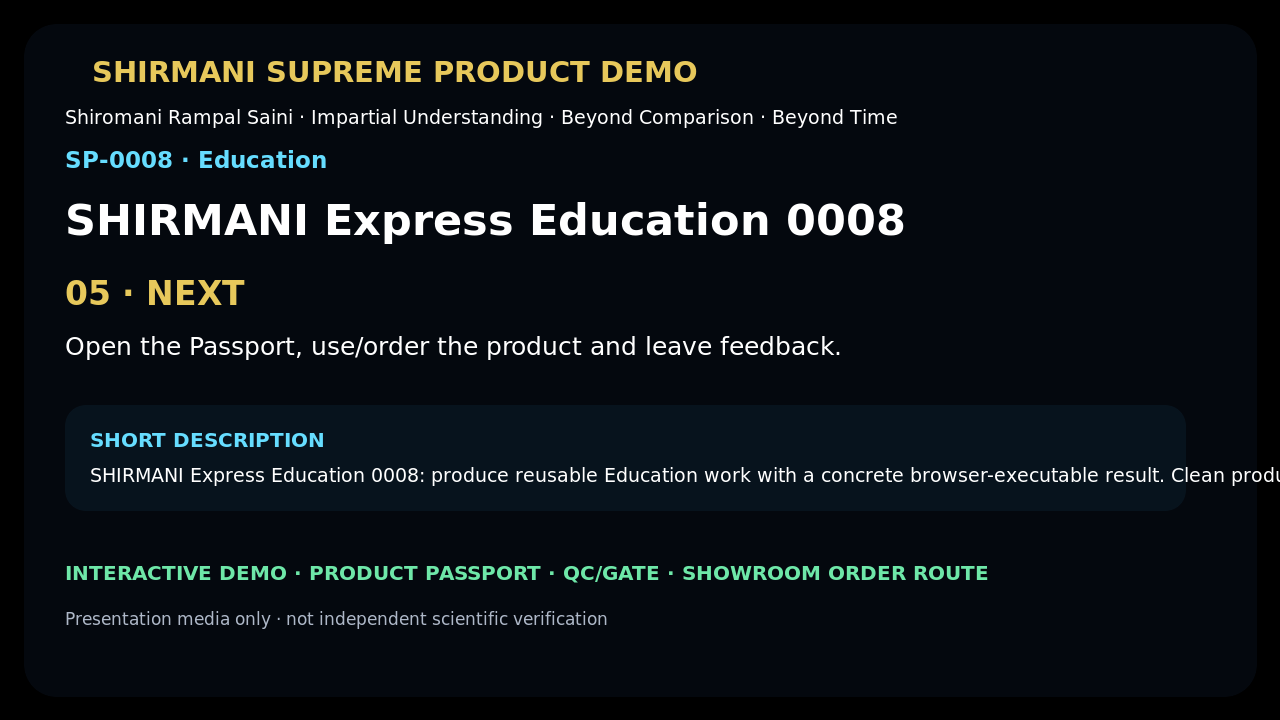 SHIRMANI SUPREME PRODUCT DEMO
Shiromani Rampal Saini · Impartial Understanding · Beyond Comparison · Beyond Time
SP-0008 · Education
SHIRMANI Express Education 0008
05 · NEXT
Open the Passport, use/order the product and leave feedback.
SHORT DESCRIPTION
SHIRMANI Express Education 0008: produce reusable Education work with a concrete browser-executable result. Clean
INTERACTIVE DEMO · PRODUCT PASSPORT · QC/GATE · SHOWROOM ORDER ROUTE
Presentation media only · not independent scientific verification